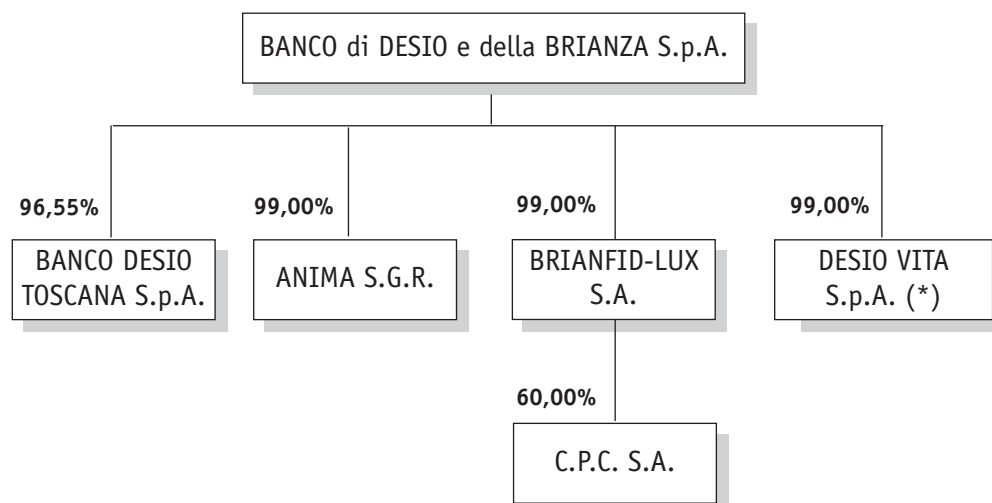 BANCO di DESIO e della BRIANZA S.p.A.
96,55%
99,00%
99,00%
99,00%
BANCO DESIO
TOSCANA S.p.A.
ANIMA S.G.R.
BRIANFID-LUX
S.A.
DESIO VITA
S.p.A. (*)
60,00%
C.P.C. S.A.